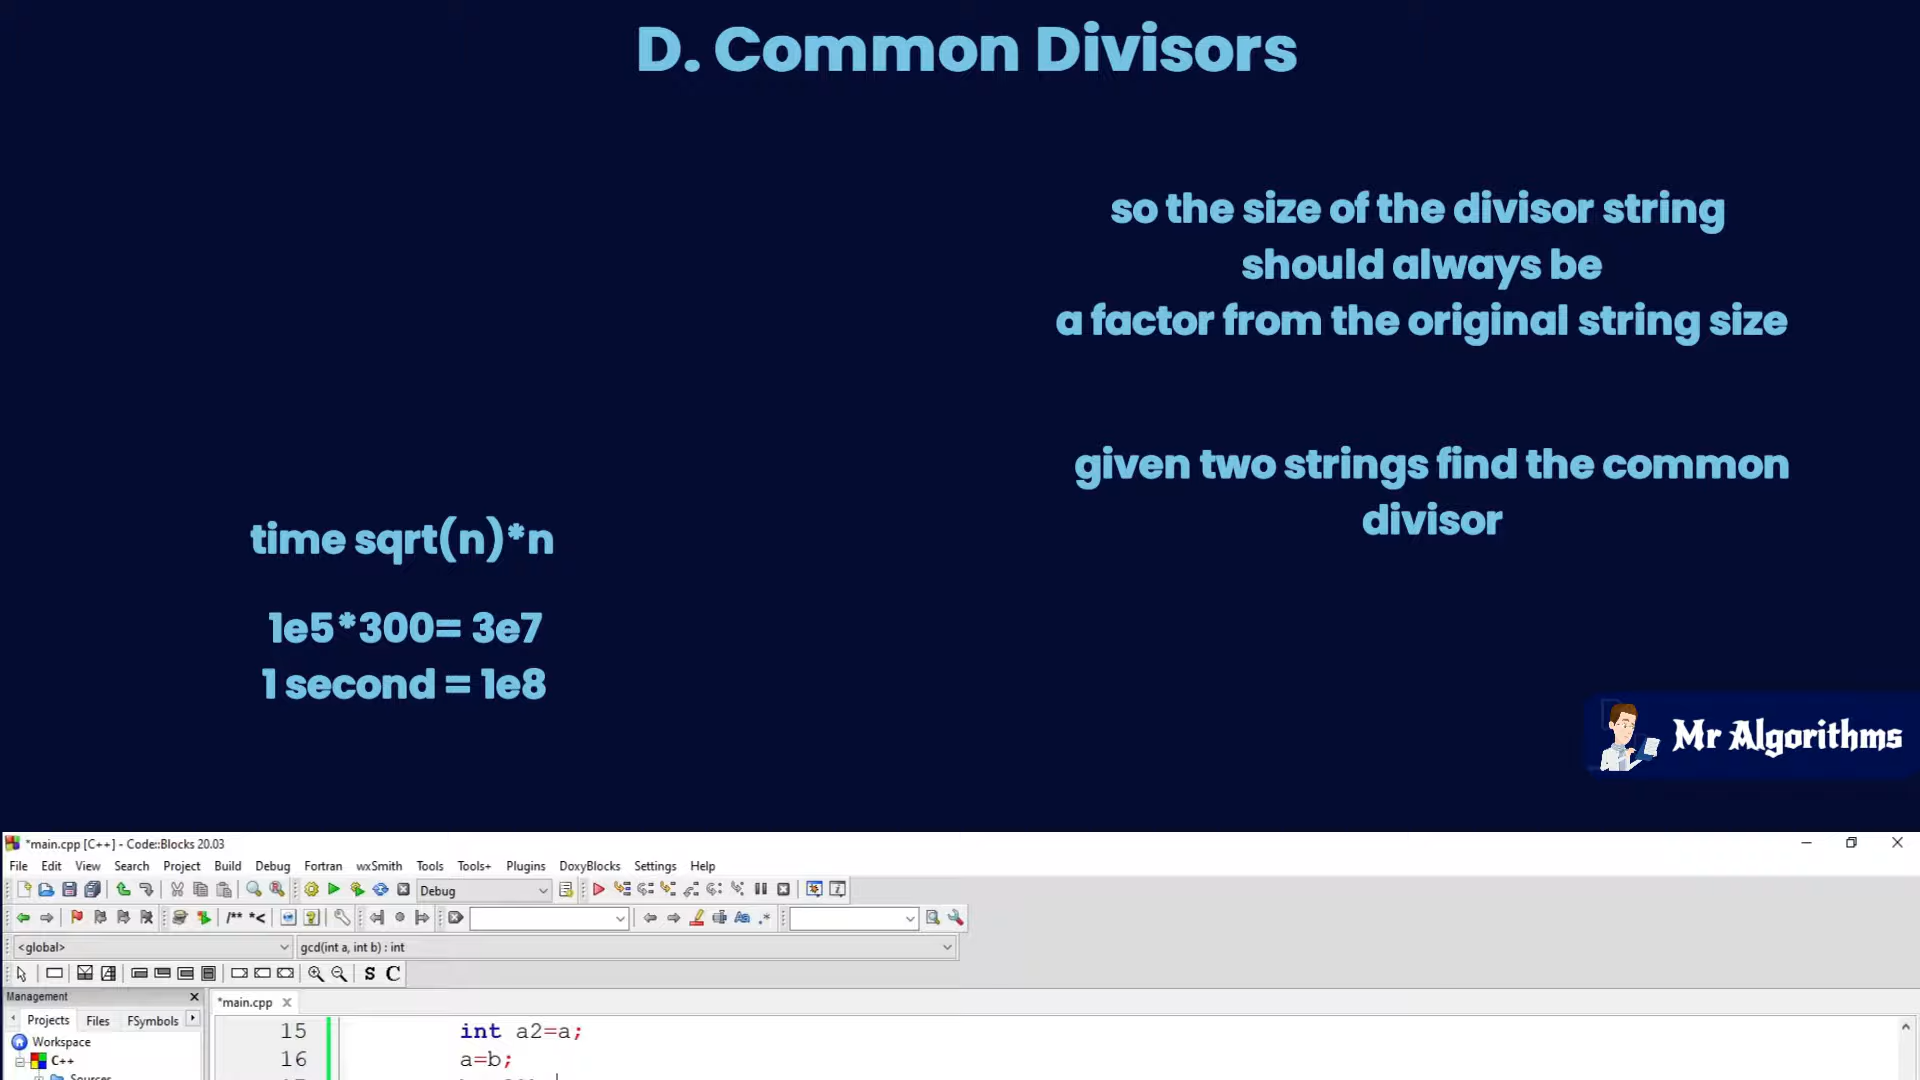 D. Common Divisors
so the size of the divisor string
should always be
a factor from the original string size
given two strings find the common
divisor
time sqrt(n)*n
1e5*300= 3e7
1 second = 1e8
Mr Algorithms
*main.cpp [C++] - Code::Blocks 20.03
File Edit View Search Project Build Debug Fortran wxSmith Tools Tools+ Plugins DoxyBlocks Settings Help
Debug
/** *<
<global> gcd(int a, int b) : int
S C
Management
*main.cpp
Projects Files FSymbols
Workspace
C++
Sources
15 int a2=a;
16 a=b;